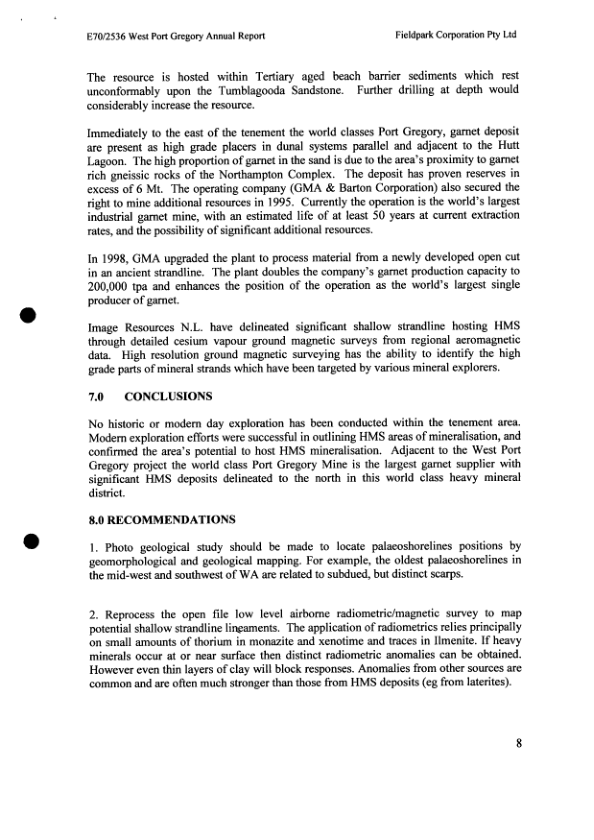 E70/2536 West Port Gregory Annual Report
Fieldpark Corporation Pty Ltd
The resource is hosted within Tertiary aged beach barrier sediments which rest
unconformably upon the Tumblagooda Sandstone. Further drilling at depth would
considerably increase the resource.
Immediately to the east of the tenement the world classes Port Gregory, garnet deposit
are present as high grade placers in dunal systems parallel and adjacent to the Hutt
Lagoon. The high proportion of garnet in the sand is due to the area's proximity to garnet
rich gneissic rocks of the Northampton Complex. The deposit has proven reserves in
excess of 6 Mt. The operating company (GMA & Barton Corporation) also secured the
right to mine additional resources in 1995. Currently the operation is the world's largest
industrial garnet mine, with an estimated life of at least 50 years at current extraction
rates, and the possibility of significant additional resources.
In 1998, GMA upgraded the plant to process material from a newly developed open cut
in an ancient strandline. The plant doubles the company's garnet production capacity to
200,000 tpa and enhances the position of the operation as the world's largest single
producer of garnet.
Image Resources N.L. have delineated significant shallow strandline hosting HMS
through detailed cesium vapour ground magnetic surveys from regional aeromagnetic
data. High resolution ground magnetic surveying has the ability to identify the high
grade parts of mineral strands which have been targeted by various mineral explorers.
7.0 CONCLUSIONS
No historic or modern day exploration has been conducted within the tenement area.
Modern exploration efforts were successful in outlining HMS areas of mineralisation, and
confirmed the area's potential to host HMS mineralisation. Adjacent to the West Port
Gregory project the world class Port Gregory Mine is the largest garnet supplier with
significant HMS deposits delineated to the north in this world class heavy mineral
district.
8.0 RECOMMENDATIONS
1. Photo geological study should be made to locate palaeoshorelines positions by
geomorphological and geological mapping. For example, the oldest palaeoshorelines in
the mid-west and southwest of WA are related to subdued, but distinct scarps.
2. Reprocess the open file low level airborne radiometric/magnetic survey to map
potential shallow strandline lineaments. The application of radiometrics relies principally
on small amounts of thorium in monazite and xenotime and traces in Ilmenite. If heavy
minerals occur at or near surface then distinct radiometric anomalies can be obtained.
However even thin layers of clay will block responses. Anomalies from other sources are
common and are often much stronger than those from HMS deposits (eg from laterites).
8